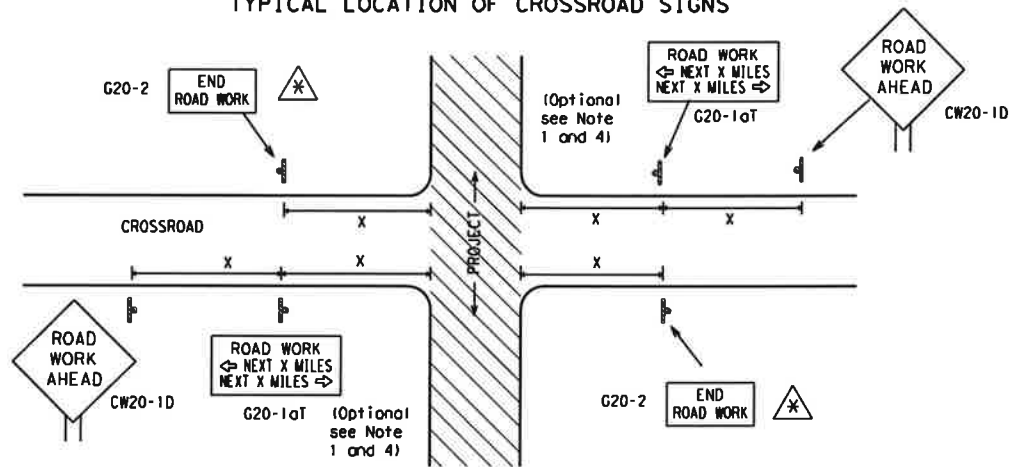 TYPICAL LOCATION OF CROSSROAD SIGNS
G20-2
END
ROAD WORK
*
(Optional
see Note
1 and 4)
ROAD WORK
⇦ NEXT X MILES
NEXT X MILES ⇨
G20-1aT
ROAD
WORK
AHEAD
CW20-1D
X
X
X
CROSSROAD
PROJECT
X
X
X
ROAD
WORK
AHEAD
CW20-1D
ROAD WORK
⇦ NEXT X MILES
NEXT X MILES ⇨
G20-1aT
(Optional
see Note
1 and 4)
G20-2
END
ROAD WORK
*